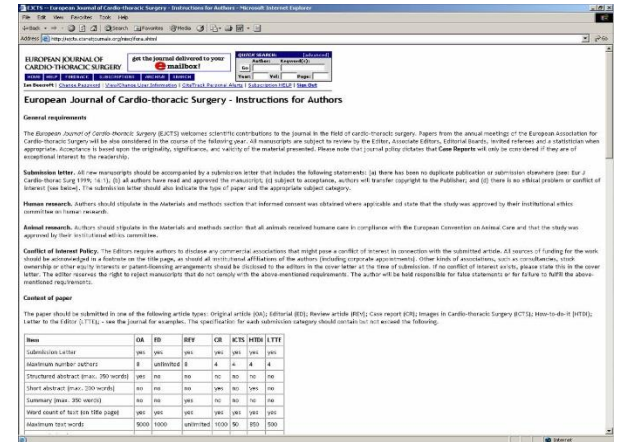 EJCTS -- European Journal of Cardio-thoracic Surgery - Instructions for Authors - Microsoft Internet Explorer
File Edit View Favorites Tools Help
Back Search Favorites Media
Address
EUROPEAN JOURNAL OF
CARDIO-THORACIC SURGERY
get the journal delivered to your
e mailbox!
QUICK SEARCH: [advanced]
Author: Keyword(s):
Go
Year: Vol: Page:
HOME HELP FEEDBACK SUBSCRIPTIONS ARCHIVE SEARCH
Change Password | View/Change User Information | CiteTrack Personal Alerts | Subscription HELP | Sign Out
European Journal of Cardio-thoracic Surgery - Instructions for Authors
General requirements
The European Journal of Cardio-thoracic Surgery (EJCTS) welcomes scientific contributions to the journal in the field of cardio-thoracic surgery. Papers from the annual meetings of the European Association for
Cardio-thoracic Surgery will be also considered in the course of the following year. All manuscripts are subject to review by the Editor, Associate Editors, Editorial Boards, invited referees and a statistician when
appropriate. Acceptance is based upon the originality, significance, and validity of the material presented. Please note that journal policy dictates that Case Reports will only be considered if they are of
exceptional interest to the readership.
Submission letter. All new manuscripts should be accompanied by a submission letter that includes the following statements: (a) there has been no duplicate publication or submission elsewhere (see: Eur J
Cardio-thorac Surg 1999; 16:1), (b) all authors have read and approved the manuscript; (c) subject to acceptance, authors will transfer copyright to the Publisher; and (d) there is no ethical problem or conflict of
interest (see below). The submission letter should also indicate the type of paper and the appropriate subject category.
Human research. Authors should stipulate in the Materials and methods section that informed consent was obtained where applicable and state that the study was approved by their institutional ethics
committee on human research.
Animal research. Authors should stipulate in the Materials and methods section that all animals received humane care in compliance with the European Convention on Animal Care and that the study was
approved by their institutional ethics committee.
Conflict of Interest Policy. The Editors require authors to disclose any commercial associations that might pose a conflict of interest in connection with the submitted article. All sources of funding for the work
should be acknowledged in a footnote on the title page, as should all institutional affiliations of the authors (including corporate appointments). Other kinds of associations, such as consultancies, stock
ownership or other equity interests or patent-licensing arrangements should be disclosed to the editors in the cover letter at the time of submission. If no conflict of interest exists, please state this in the cover
letter. The editor reserves the right to reject manuscripts that do not comply with the above-mentioned requirements. The author will be held responsible for false statements or for failure to fulfill the above-
mentioned requirements.
Content of paper
The paper should be submitted in one of the following article types: Original article (OA); Editorial (ED); Review article (REV); Case report (CR); Images in Cardio-thoracic Surgery (ICTS); How-to-do-it (HTDI);
Letter to the Editor (LTTE); - see the journal for examples. The specification for each submission category should contain but not exceed the following.
Item OA ED REV CR ICTS HTDI LTTE
Submission Letter yes yes yes yes yes yes yes
Maximum number authors 8 unlimited 8 4 4 4 4
Structured abstract (max. 250 words) yes no no no no no no
Short abstract (max. 100 words) no no no yes no yes no
Summary (max. 250 words) no no yes no no no no
Word count of text (on title page) yes yes yes yes yes yes yes
Maximum text words 5000 1000 unlimited 1000 50 850 500
Internet